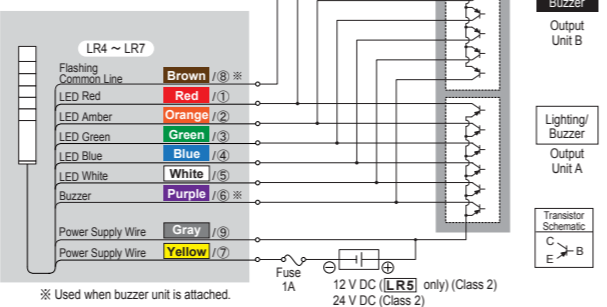 Buzzer
Output
Unit B
LR4 ～ LR7
Flashing
Common Line
Brown /⑧ ※
LED Red
Red /①
LED Amber
Orange /②
LED Green
Green /③
LED Blue
Blue /④
LED White
White /⑤
Buzzer
Purple /⑥ ※
Power Supply Wire
Gray /⑨
Power Supply Wire
Yellow /⑦
Fuse
1A
⊖ ⊕
12 V DC (LR5 only) (Class 2)
24 V DC (Class 2)
※ Used when buzzer unit is attached.
Lighting/
Buzzer
Output
Unit A
Transistor
Schematic
C
B
E